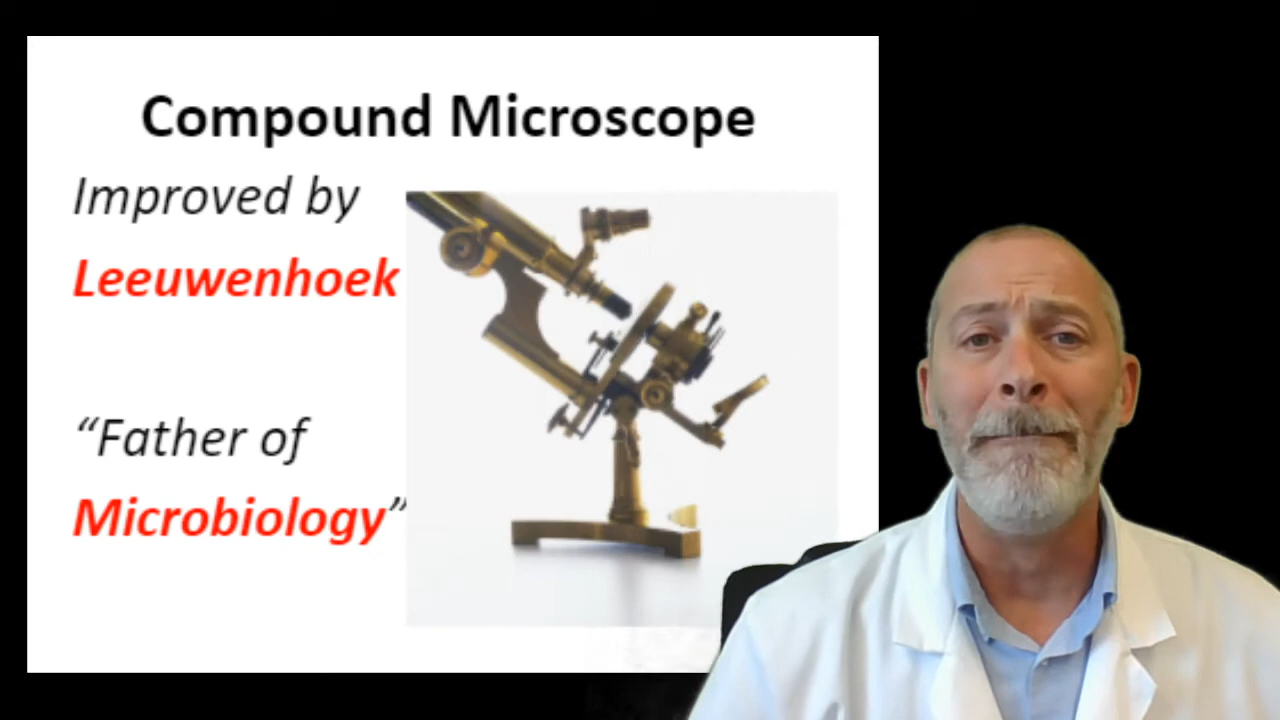 Compound Microscope
Improved by
Leeuwenhoek
“Father of
Microbiology”